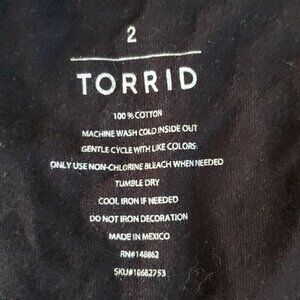 2
TORRID
100% COTTON
MACHINE WASH COLD INSIDE OUT
GENTLE CYCLE WITH LIKE COLORS
ONLY USE NON-CHLORINE BLEACH WHEN NEEDED
TUMBLE DRY
COOL IRON IF NEEDED
DO NOT IRON DECORATION
MADE IN MEXICO
RN#148862
SKU#10662753